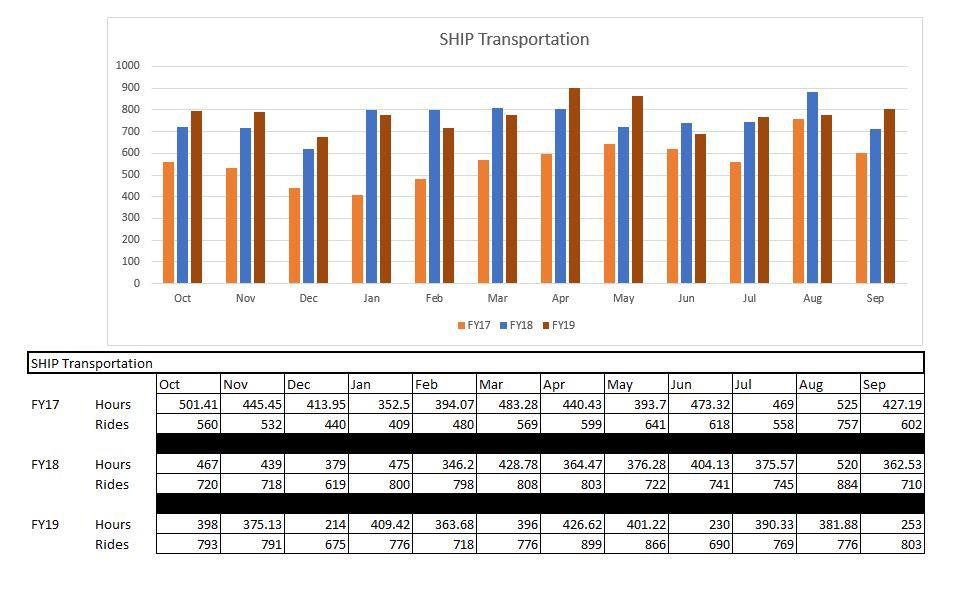 SHIP Transportation
1000
900
800
700
600
500
400
300
200
100
0
Oct Nov Dec Jan Feb Mar Apr May Jun Jul Aug Sep
FY17 FY18 FY19
SHIP Transportation
Oct Nov Dec Jan Feb Mar Apr May Jun Jul Aug Sep
FY17 Hours 501.41 445.45 413.95 352.5 394.07 483.28 440.43 393.7 473.32 469 525 427.19
Rides 560 532 440 409 480 569 599 641 618 558 757 602
FY18 Hours 467 439 379 475 346.2 428.78 364.47 376.28 404.13 375.57 520 362.53
Rides 720 718 619 800 798 808 803 722 741 745 884 710
FY19 Hours 398 375.13 214 409.42 363.68 396 426.62 401.22 230 390.33 381.88 253
Rides 793 791 675 776 718 776 899 866 690 769 776 803